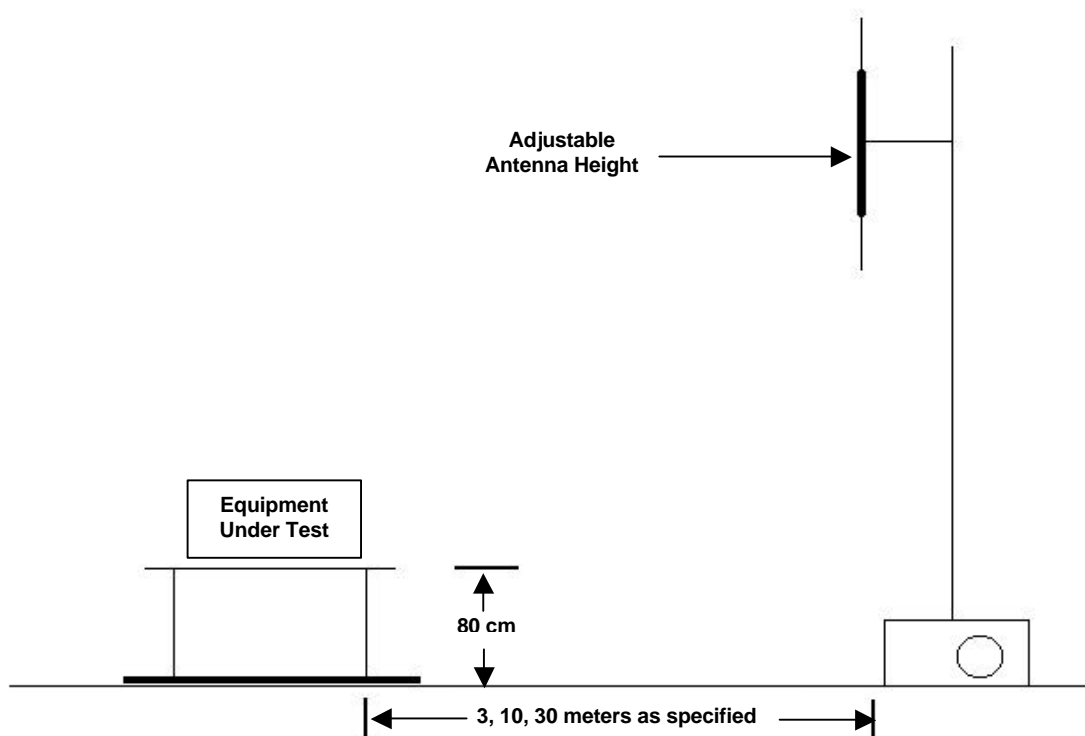 Adjustable
Antenna Height
Equipment
Under Test
80 cm
3, 10, 30 meters as specified